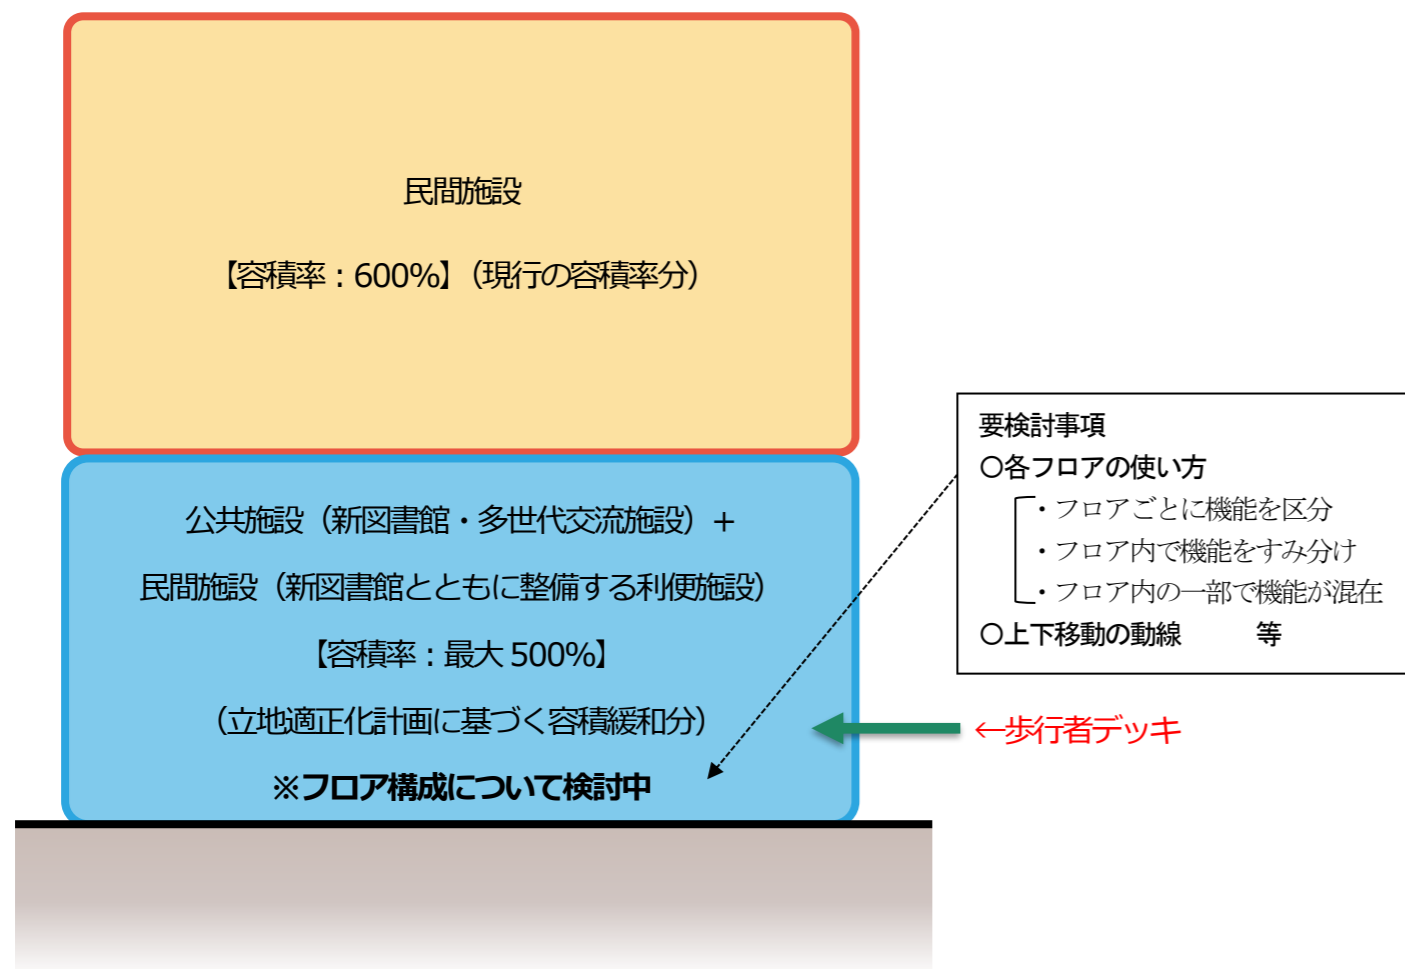 民間施設
【容積率：600%】（現行の容積率分）
公共施設（新図書館・多世代交流施設）＋
民間施設（新図書館とともに整備する利便施設）
【容積率：最大 500%】
（立地適正化計画に基づく容積緩和分）
※フロア構成について検討中
要検討事項
○各フロアの使い方
・フロアごとに機能を区分
・フロア内で機能をすみ分け
・フロア内の一部で機能が混在
○上下移動の動線　　　等
←歩行者デッキ